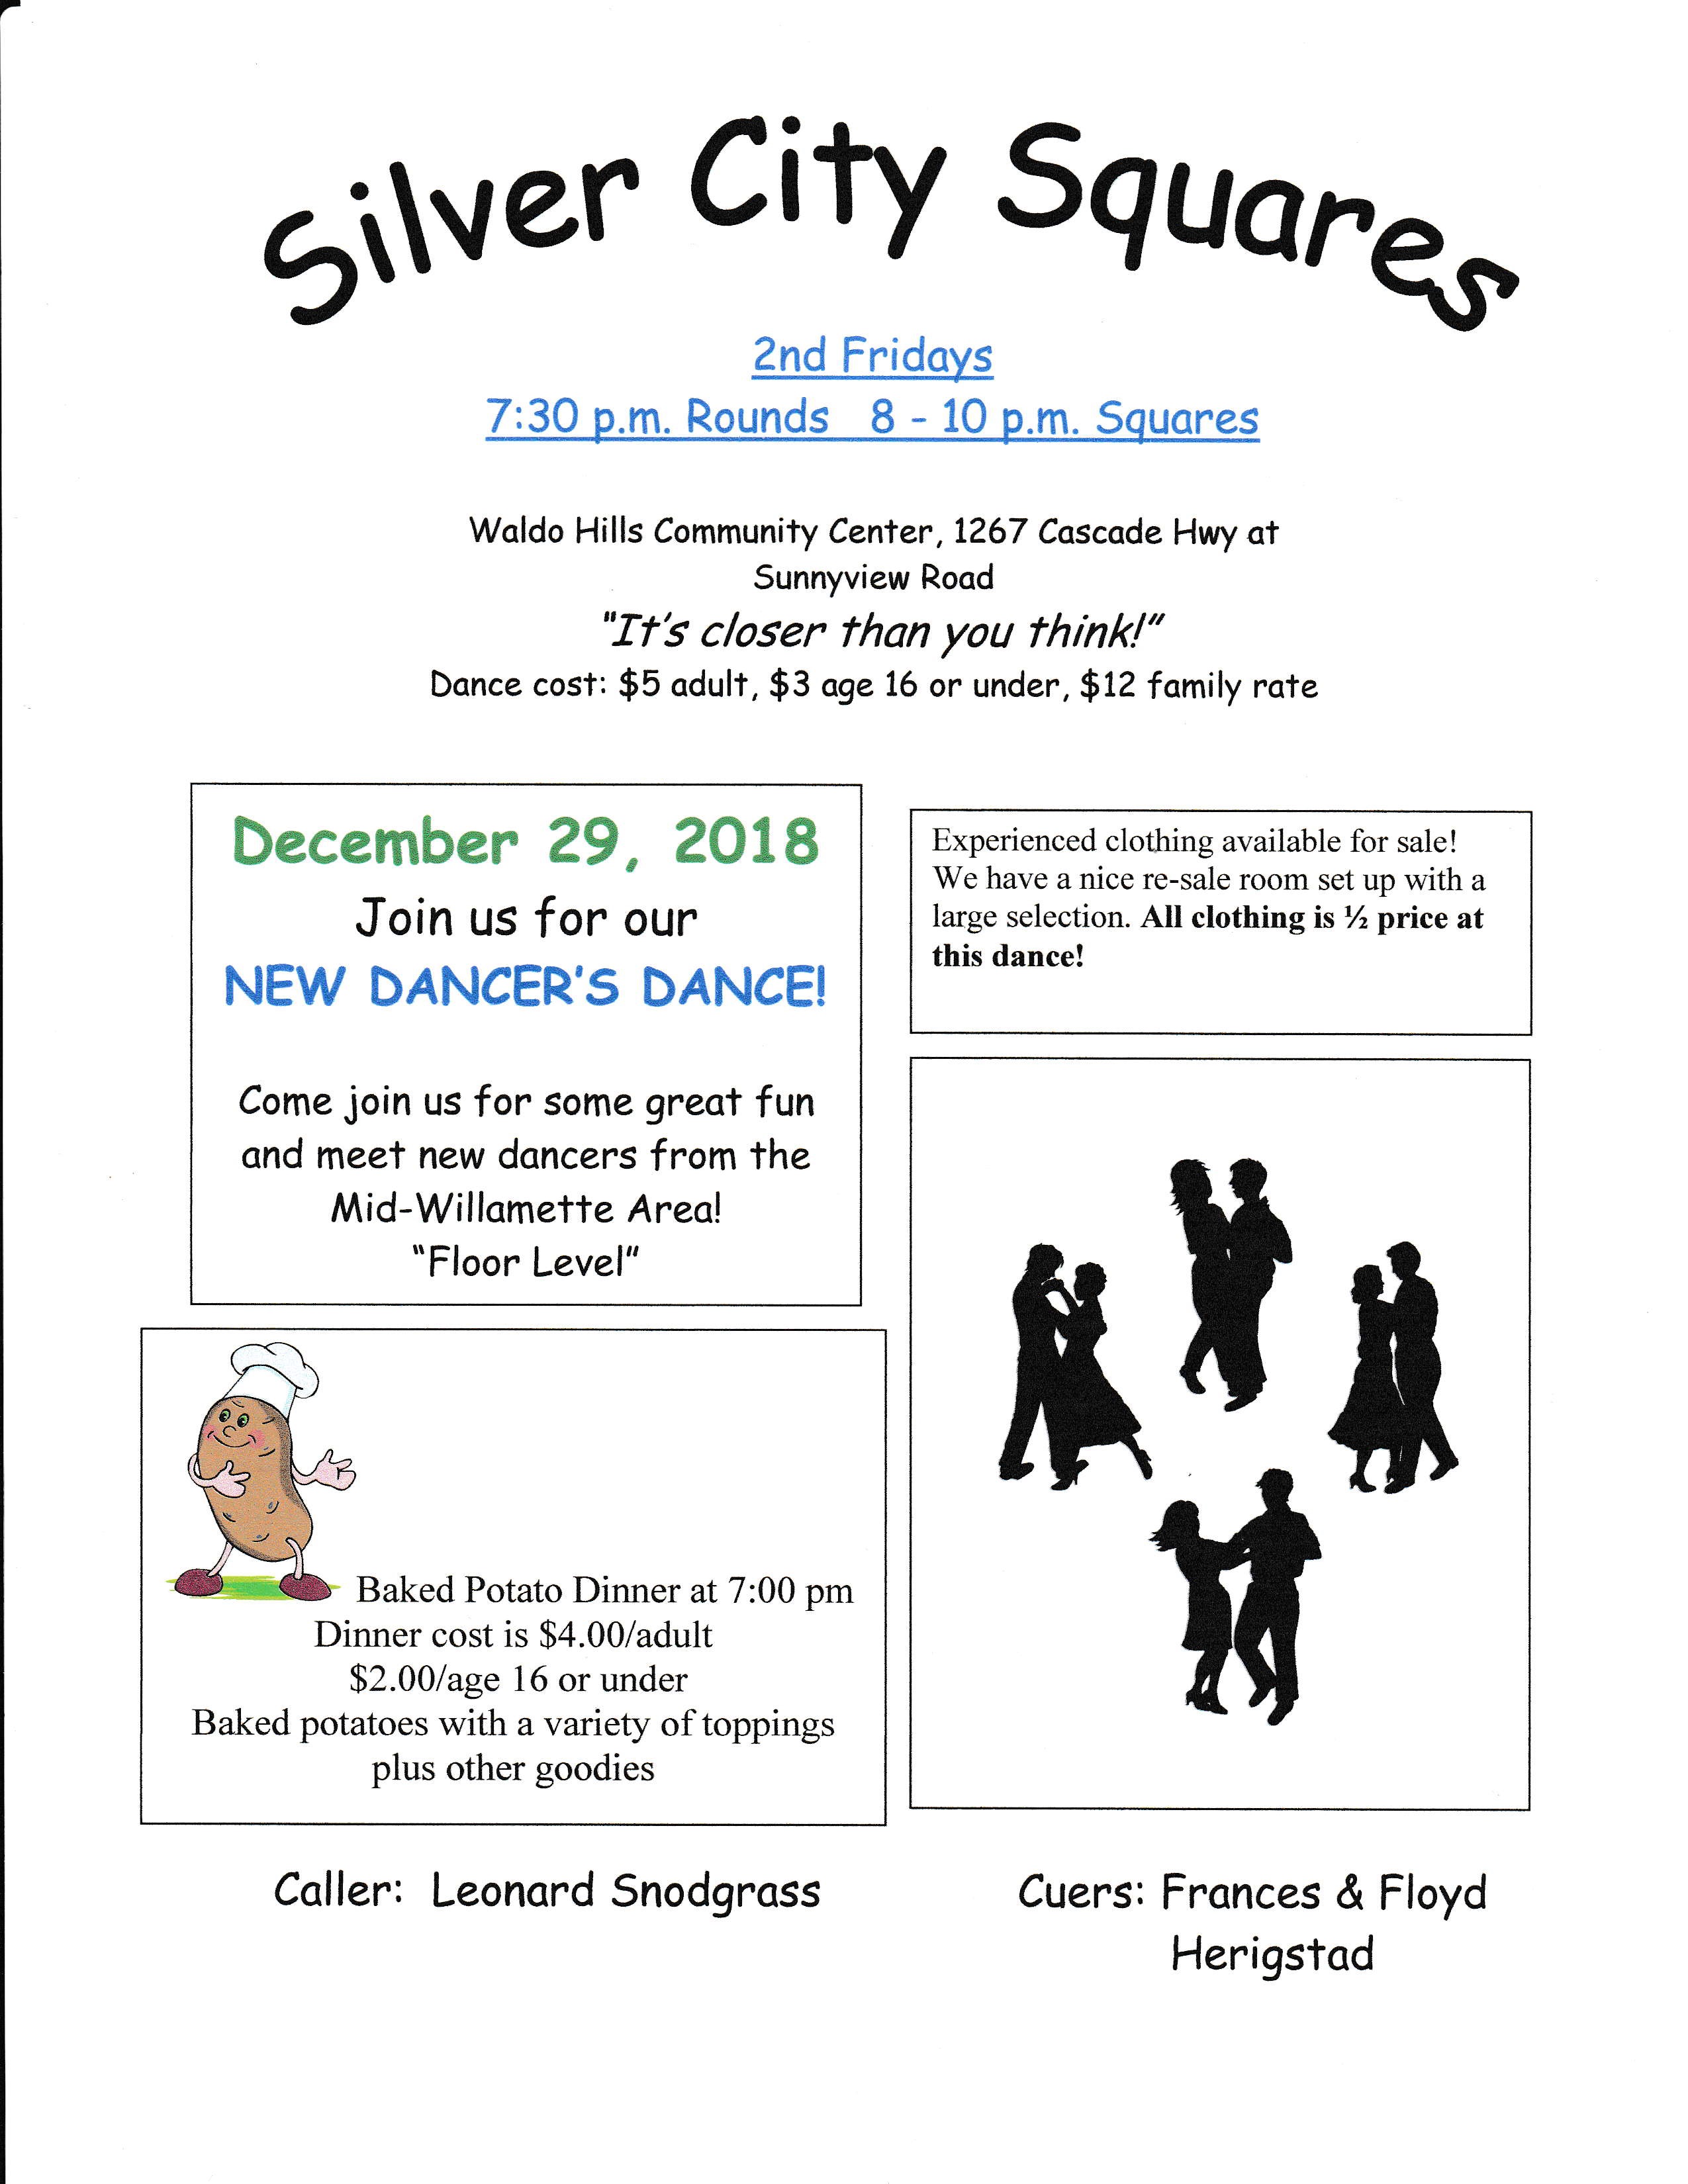 Silver City Squares
2nd Fridays
7:30 p.m. Rounds   8 - 10 p.m. Squares
Waldo Hills Community Center, 1267 Cascade Hwy at
Sunnyview Road
"It's closer than you think!"
Dance cost: $5 adult, $3 age 16 or under, $12 family rate
December 29, 2018
Join us for our
NEW DANCER'S DANCE!
Come join us for some great fun
and meet new dancers from the
Mid-Willamette Area!
"Floor Level"
Experienced clothing available for sale!
We have a nice re-sale room set up with a
large selection. All clothing is ½ price at
this dance!
Baked Potato Dinner at 7:00 pm
Dinner cost is $4.00/adult
$2.00/age 16 or under
Baked potatoes with a variety of toppings
plus other goodies
Caller:  Leonard Snodgrass
Cuers: Frances & Floyd
Herigstad